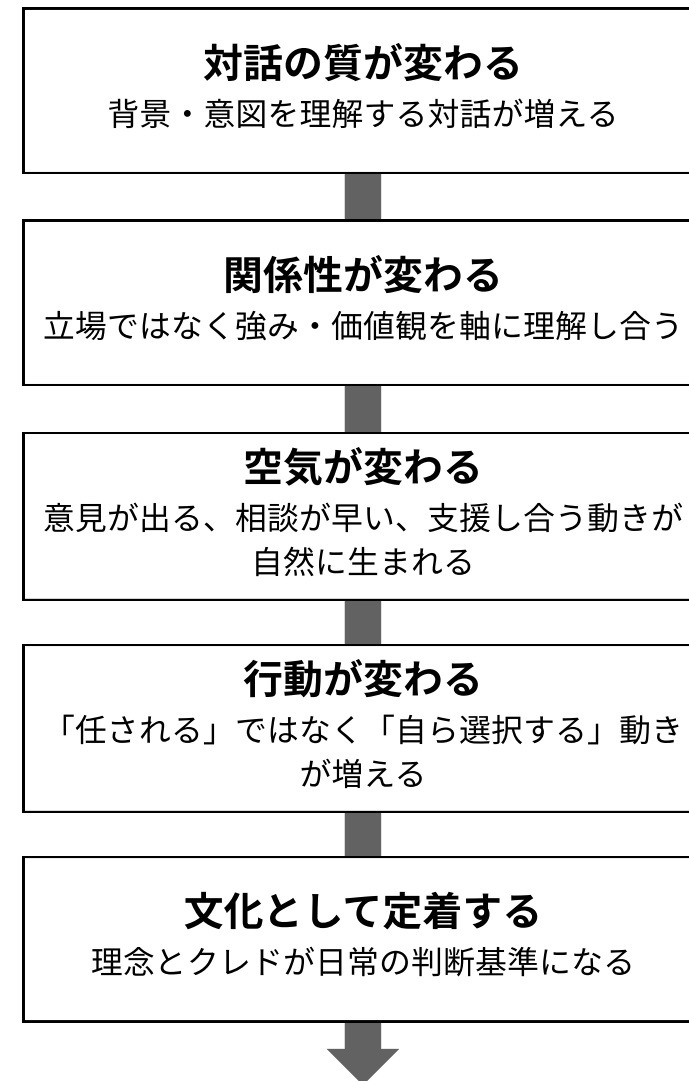 対話の質が変わる
背景・意図を理解する対話が増える
関係性が変わる
立場ではなく強み・価値観を軸に理解し合う
空気が変わる
意見が出る、相談が早い、支援し合う動きが
自然に生まれる
行動が変わる
「任される」ではなく「自ら選択する」動き
が増える
文化として定着する
理念とクレドが日常の判断基準になる